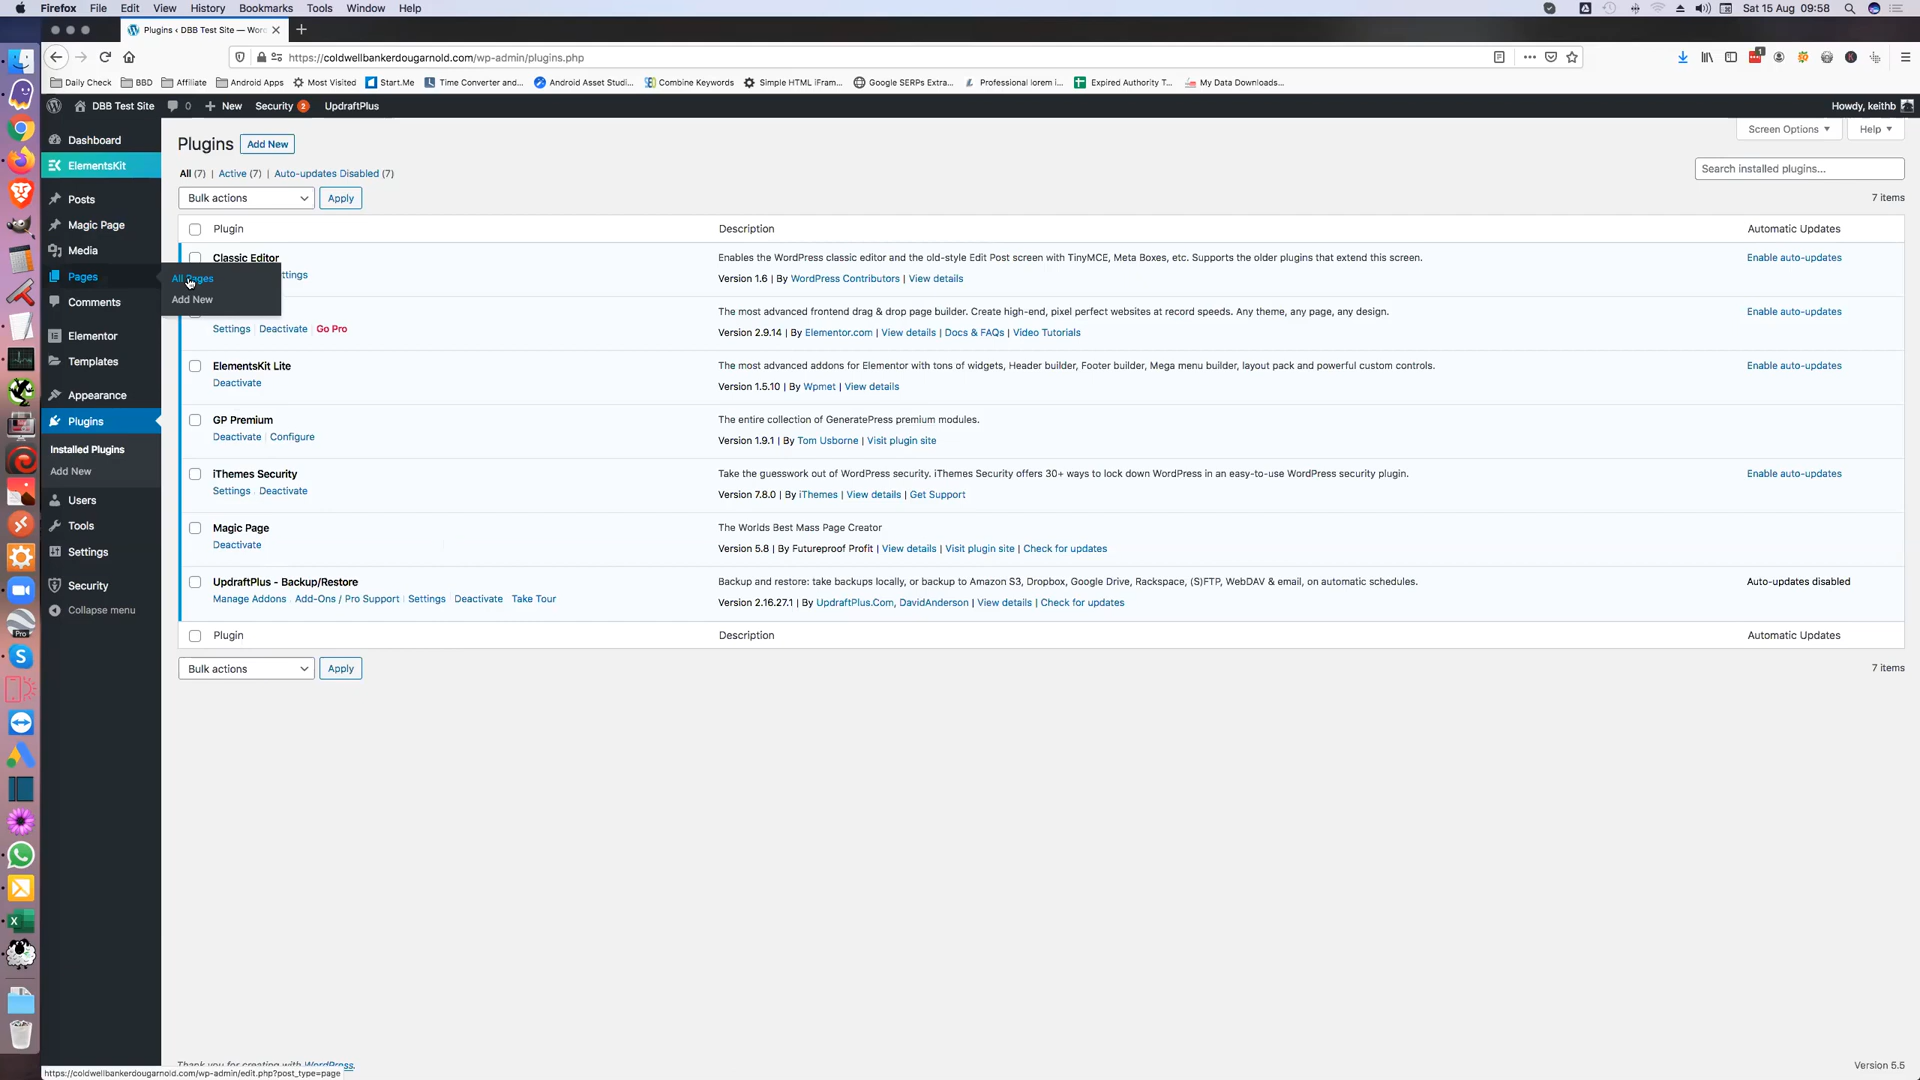 Firefox File Edit View History Bookmarks Tools Window Help
Sat 15 Aug 09:58
Plugins ‹ DBB Test Site — Wor
https://coldwellbankerdougarnold.com/wp-admin/plugins.php
Daily Check BBD Affiliate Android Apps Most Visited Start.Me Time Converter and... Android Asset Studi... Combine Keywords Simple HTML iFram... Google SERPs Extra... Professional lorem i... Expired Authority T... My Data Downloads...
DBB Test Site 0 New Security 2 UpdraftPlus
Howdy, keithb
Dashboard
ElementsKit
Posts
Magic Page
Media
Pages
All Pages
Add New
Comments
Elementor
Templates
Appearance
Plugins
Installed Plugins
Add New
Users
Tools
Settings
Security
Collapse menu
Plugins Add New
Screen Options Help
All (7) | Active (7) | Auto-updates Disabled (7)
Search installed plugins...
Bulk actions Apply
7 items
Plugin Description Automatic Updates
Classic Editor Enables the WordPress classic editor and the old-style Edit Post screen with TinyMCE, Meta Boxes, etc. Supports the older plugins that extend this screen. Enable auto-updates
ttings Version 1.6 | By WordPress Contributors | View details
The most advanced frontend drag & drop page builder. Create high-end, pixel perfect websites at record speeds. Any theme, any page, any design. Enable auto-updates
Settings Deactivate Go Pro Version 2.9.14 | By Elementor.com | View details | Docs & FAQs | Video Tutorials
ElementsKit Lite The most advanced addons for Elementor with tons of widgets, Header builder, Footer builder, Mega menu builder, layout pack and powerful custom controls. Enable auto-updates
Deactivate Version 1.5.10 | By Wpmet | View details
GP Premium The entire collection of GeneratePress premium modules.
Deactivate | Configure Version 1.9.1 | By Tom Usborne | Visit plugin site
iThemes Security Take the guesswork out of WordPress security. iThemes Security offers 30+ ways to lock down WordPress in an easy-to-use WordPress security plugin. Enable auto-updates
Settings Deactivate Version 7.8.0 | By iThemes | View details | Get Support
Magic Page The Worlds Best Mass Page Creator
Deactivate Version 5.8 | By Futureproof Profit | View details | Visit plugin site | Check for updates
UpdraftPlus - Backup/Restore Backup and restore: take backups locally, or backup to Amazon S3, Dropbox, Google Drive, Rackspace, (S)FTP, WebDAV & email, on automatic schedules. Auto-updates disabled
Manage Addons | Add-Ons / Pro Support | Settings | Deactivate | Take Tour Version 2.16.27.1 | By UpdraftPlus.Com, DavidAnderson | View details | Check for updates
Plugin Description Automatic Updates
Bulk actions Apply
7 items
Thank you for creating with WordPress.
Version 5.5
https://coldwellbankerdougarnold.com/wp-admin/edit.php?post_type=page
Pro